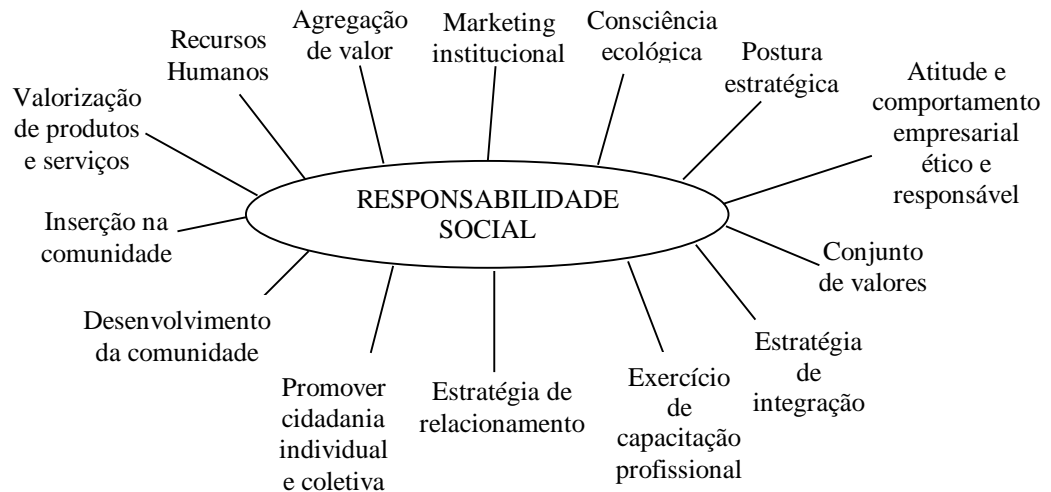 Agregação
de valor
Marketing
institucional
Consciência
ecológica
Recursos
Humanos
Postura
estratégica
Atitude e
comportamento
empresarial
ético e
responsável
Valorização
de produtos
e serviços
RESPONSABILIDADE
SOCIAL
Inserção na
comunidade
Conjunto
de valores
Desenvolvimento
da comunidade
Estratégia
de
integração
Promover
cidadania
individual
e coletiva
Estratégia de
relacionamento
Exercício
de
capacitação
profissional